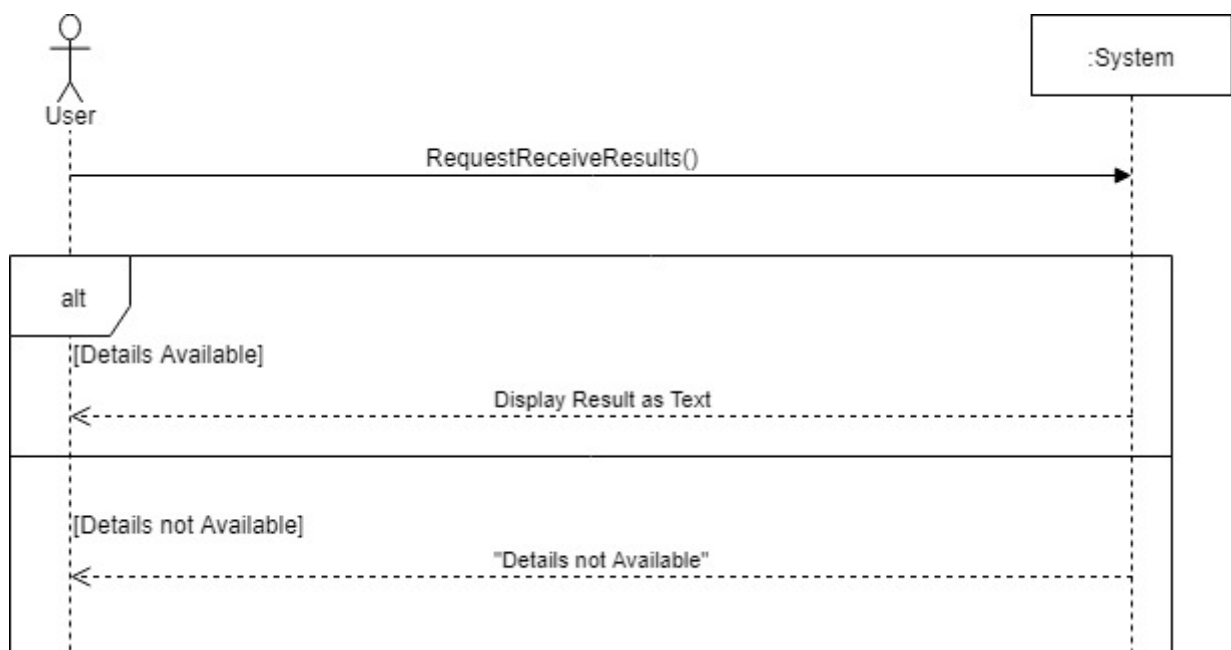 :System
User
RequestReceiveResults()
alt
[Details Available]
Display Result as Text
[Details not Available]
"Details not Available"